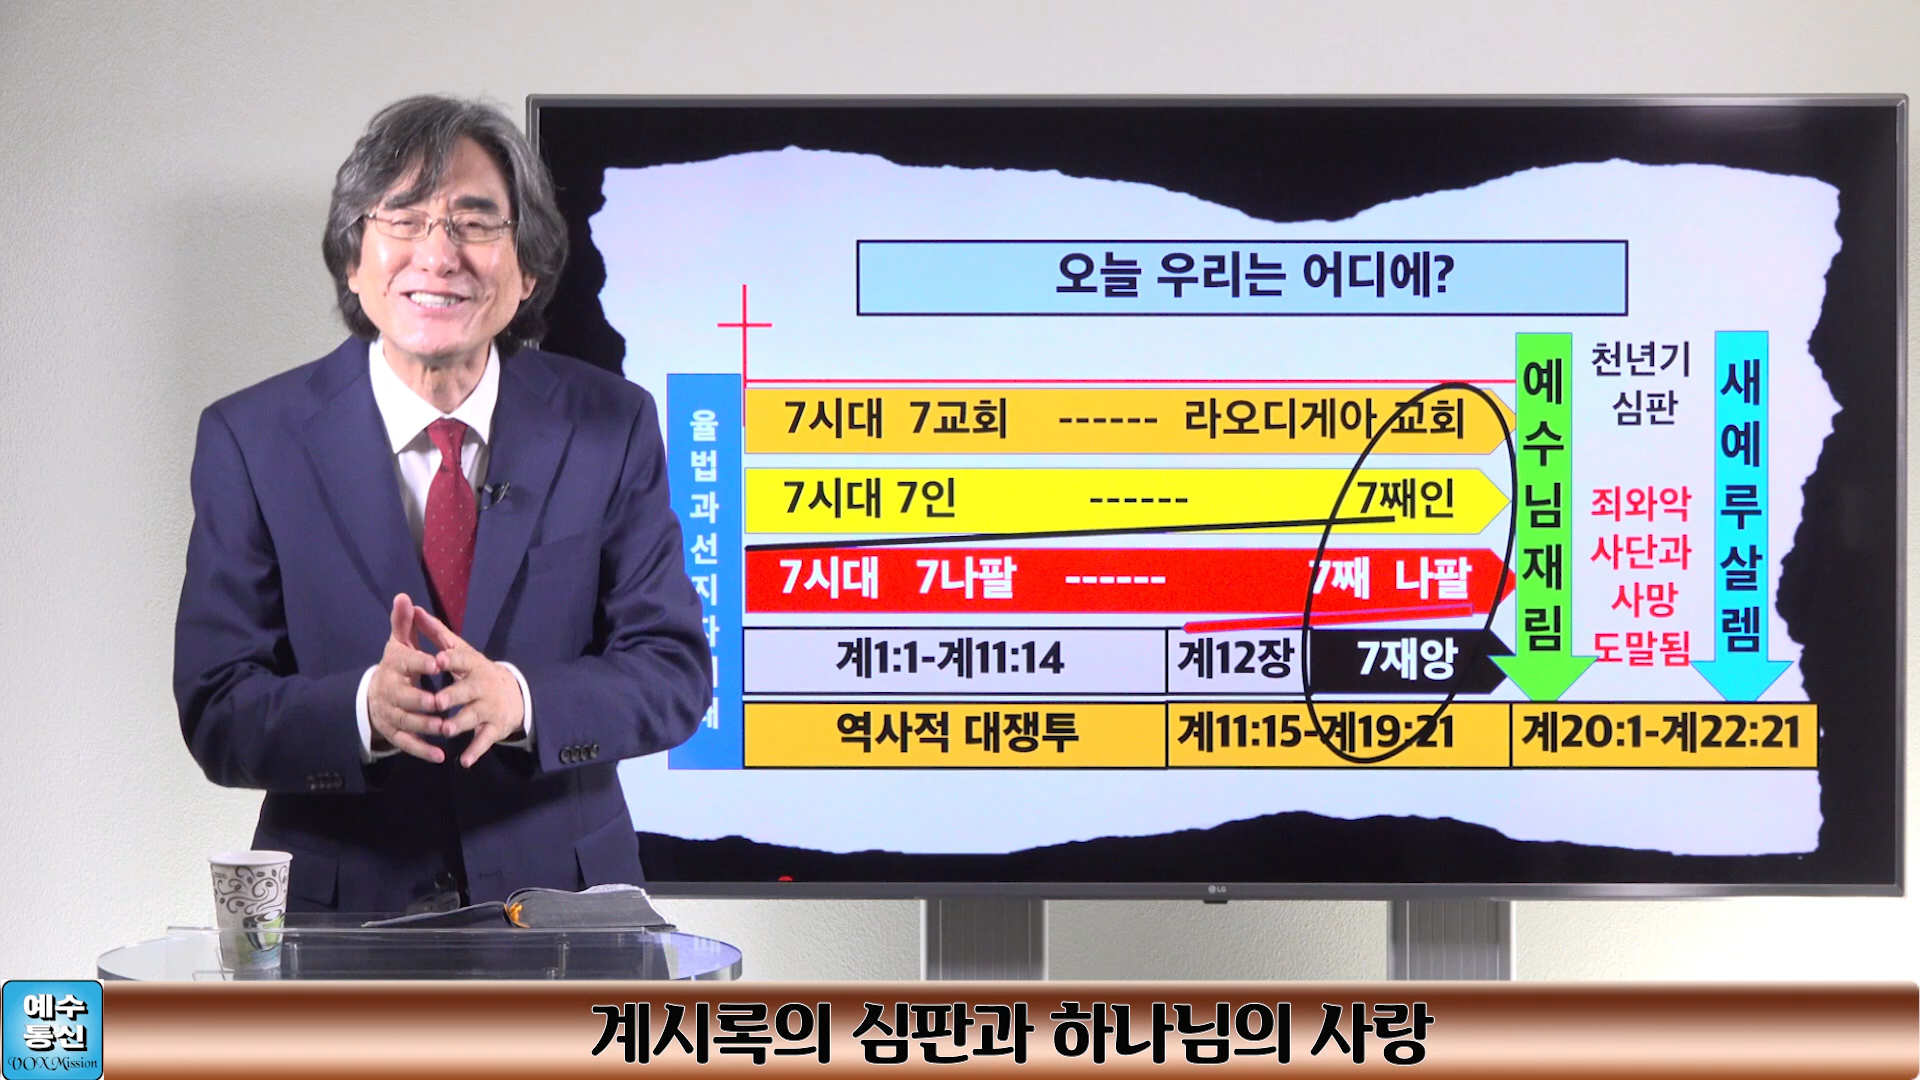 오늘 우리는 어디에?
율법과선지자
7시대 7교회 ------ 라오디게아 교회
7시대 7인 ------ 7째인
7시대 7나팔 ------ 7째 나팔
계1:1-계11:14
계12장
7재앙
역사적 대쟁투
계11:15-계19:21
계20:1-계22:21
예수님재림
천년기
심판
죄와악
사단과
사망
도말됨
새예루살렘
LG
예수
통신
VOX Mission
계시록의 심판과 하나님의 사랑